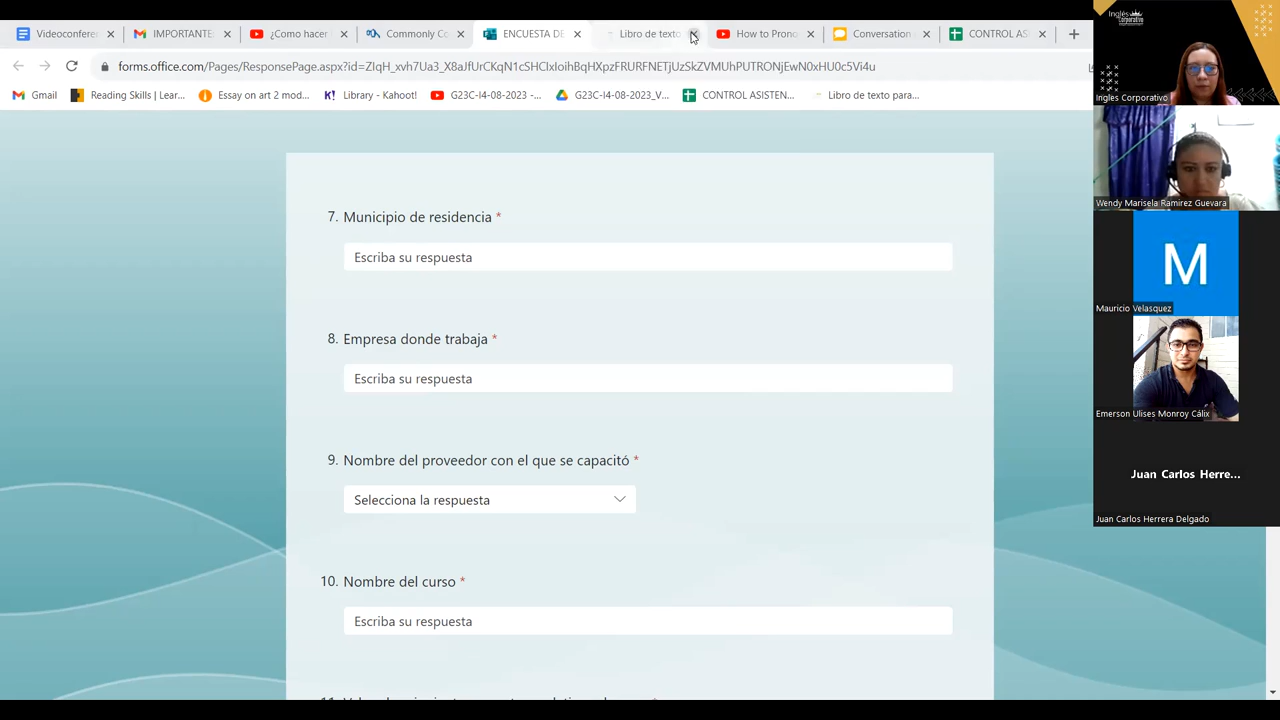 Videoconfere
IMPORTANTE
¿Como hacer
Commonly Co
ENCUESTA DE
Libro de texto
How to Prono
Conversation
CONTROL AS
forms.office.com/Pages/ResponsePage.aspx?id=ZIqH_xvh7Ua3_X8aJfUrCKqN1cSHCIxIoihBqHXpzFRURFNETjUzSkZVMUhPUTRONjEwN0xHU0c5Vi4u
Gmail
Reading Skills | Lear...
Essay on art 2 mod...
Library - Kahoot
G23C-I4-08-2023 -...
G23C-I4-08-2023_V...
CONTROL ASISTEN...
Libro de texto para...
7. Municipio de residencia *
Escriba su respuesta
8. Empresa donde trabaja *
Escriba su respuesta
9. Nombre del proveedor con el que se capacitó *
Selecciona la respuesta
10. Nombre del curso *
Escriba su respuesta
Inglés
Corporativo
Ingles Corporativo
Wendy Marisela Ramirez Guevara
M
Mauricio Velasquez
Emerson Ulises Monroy Cálix
Juan Carlos Herre...
Juan Carlos Herrera Delgado